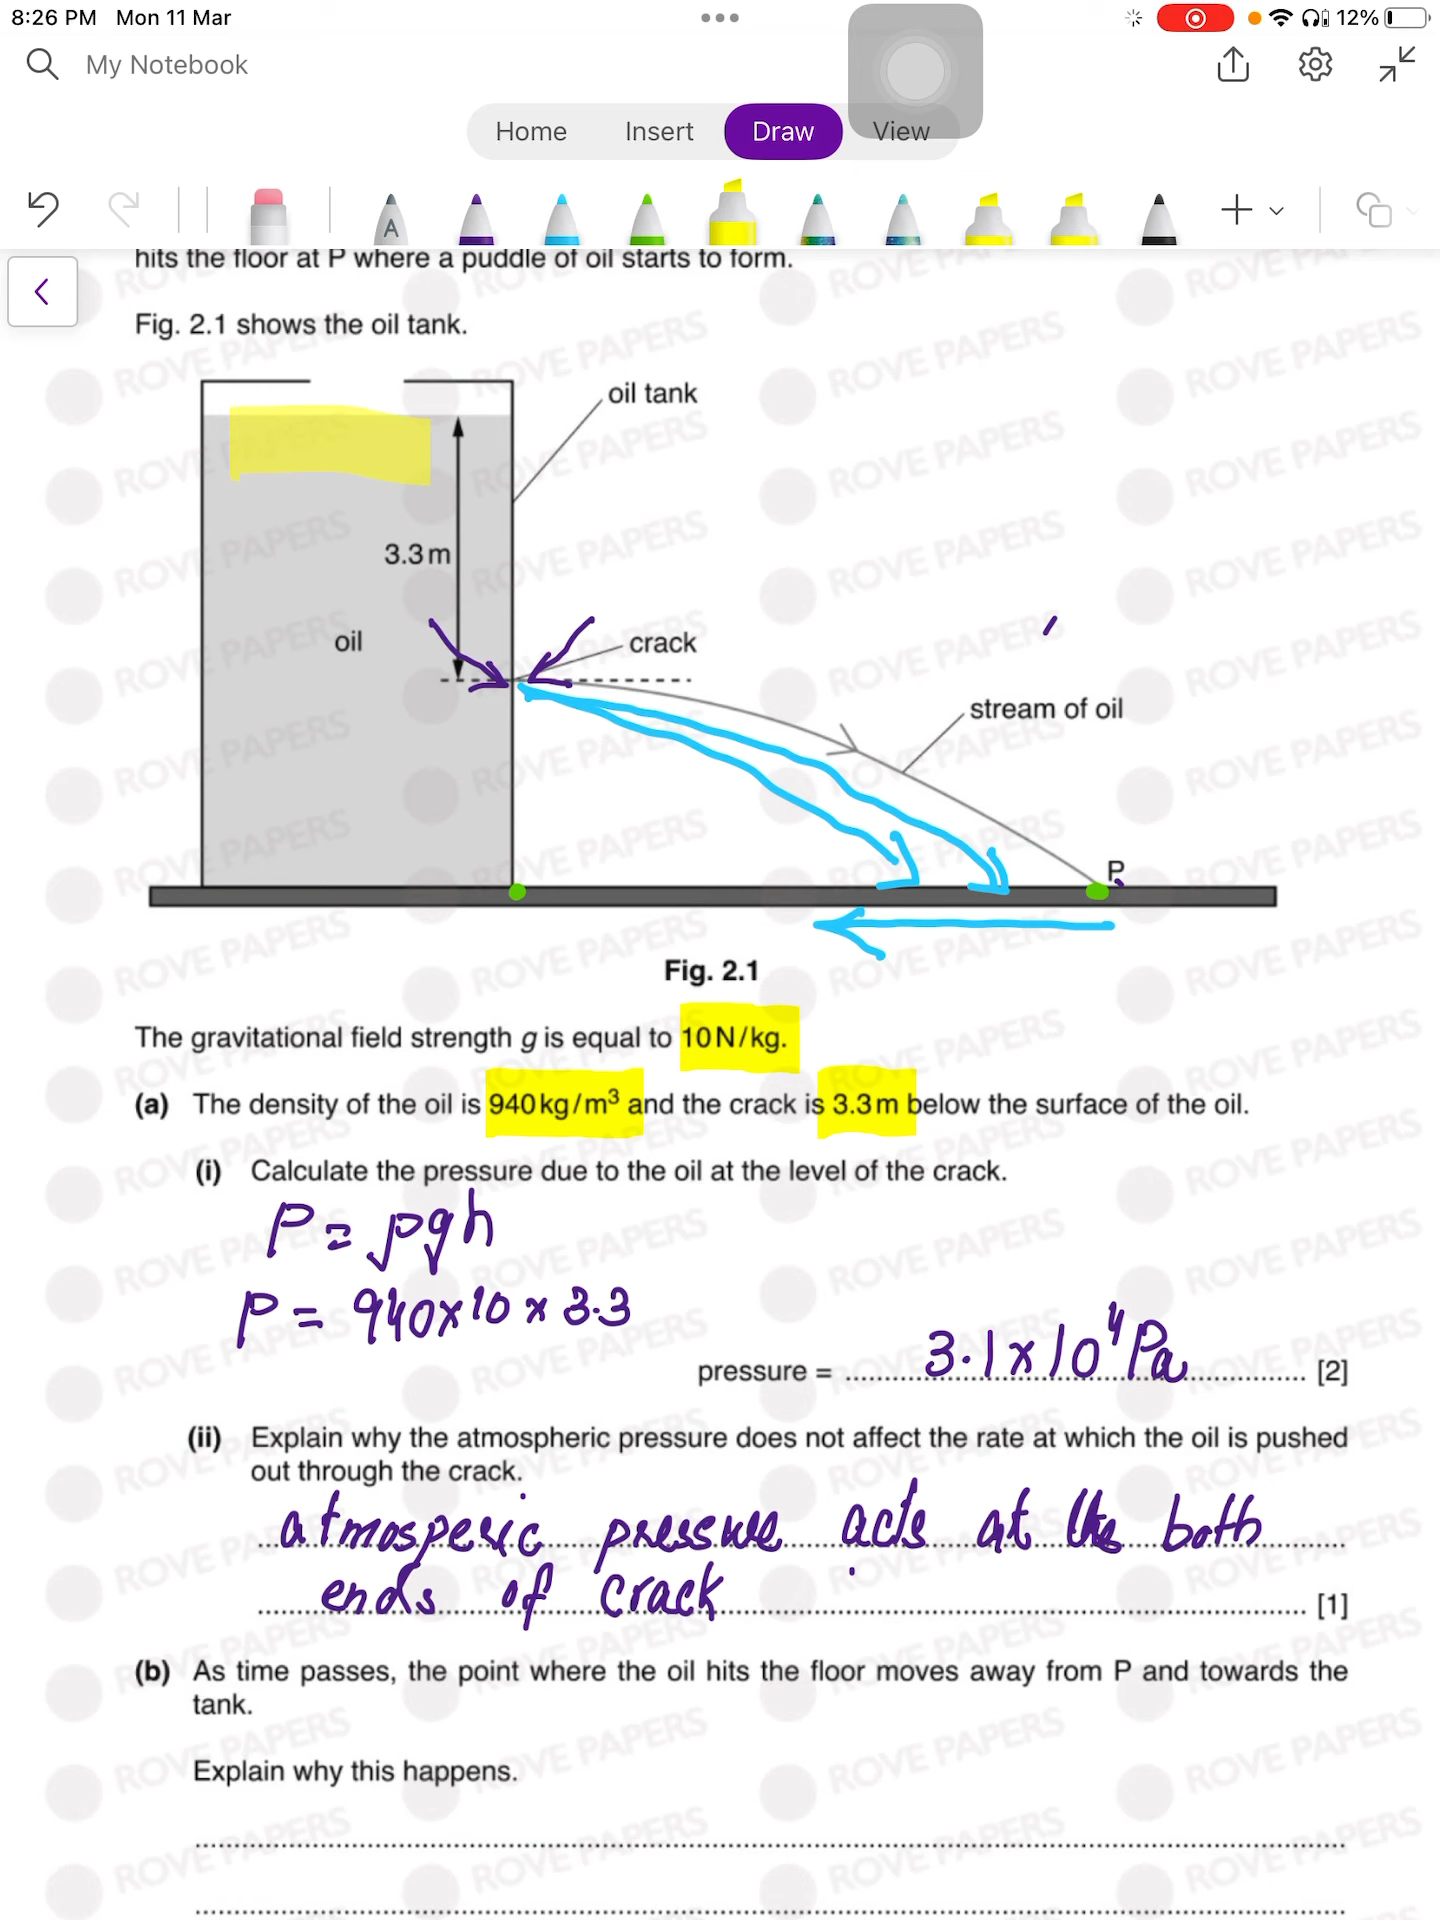 8:26 PM Mon 11 Mar
12%
My Notebook
Home Insert Draw View
A
hits the floor at P where a puddle of oil starts to form.
Fig. 2.1 shows the oil tank.
oil tank
3.3 m
oil
crack
stream of oil
P
Fig. 2.1
The gravitational field strength g is equal to 10 N/kg.
(a) The density of the oil is 940 kg/m³ and the crack is 3.3 m below the surface of the oil.
(i) Calculate the pressure due to the oil at the level of the crack.
P = ρgh
P = 940x10 x 3.3
pressure = 3.1 x 10⁴ Pa [2]
(ii) Explain why the atmospheric pressure does not affect the rate at which the oil is pushed
out through the crack.
atmosperic pressure acts at the both
ends of crack [1]
(b) As time passes, the point where the oil hits the floor moves away from P and towards the
tank.
Explain why this happens.
ROVE PAPERS